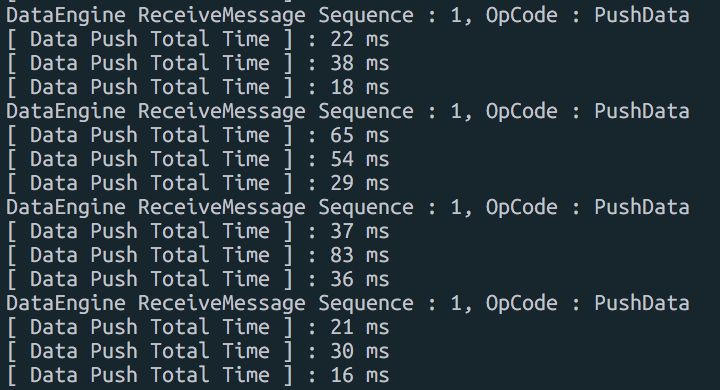 DataEngine ReceiveMessage Sequence : 1, OpCode : PushData
[ Data Push Total Time ] : 22 ms
[ Data Push Total Time ] : 38 ms
[ Data Push Total Time ] : 18 ms
DataEngine ReceiveMessage Sequence : 1, OpCode : PushData
[ Data Push Total Time ] : 65 ms
[ Data Push Total Time ] : 54 ms
[ Data Push Total Time ] : 29 ms
DataEngine ReceiveMessage Sequence : 1, OpCode : PushData
[ Data Push Total Time ] : 37 ms
[ Data Push Total Time ] : 83 ms
[ Data Push Total Time ] : 36 ms
DataEngine ReceiveMessage Sequence : 1, OpCode : PushData
[ Data Push Total Time ] : 21 ms
[ Data Push Total Time ] : 30 ms
[ Data Push Total Time ] : 16 ms